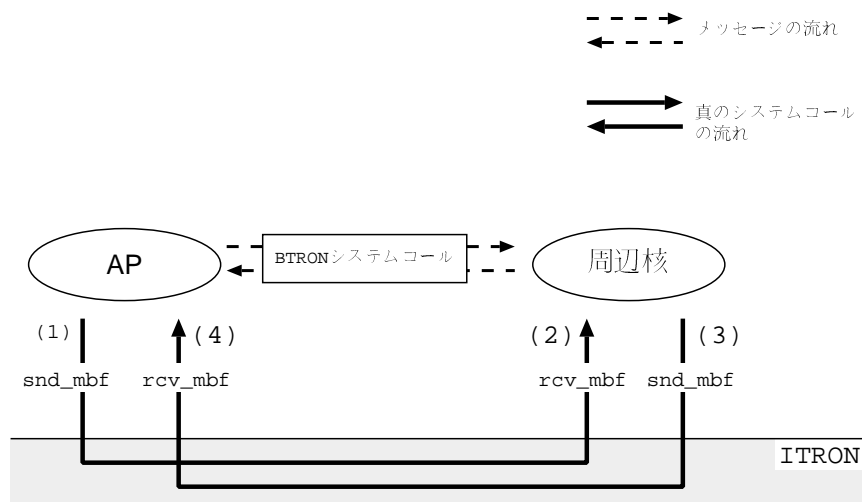 メッセージの流れ
真のシステムコール
の流れ
AP
BTRONシステムコール
周辺核
(1)
(4)
(2)
(3)
snd_mbf
rcv_mbf
rcv_mbf
snd_mbf
ITRON